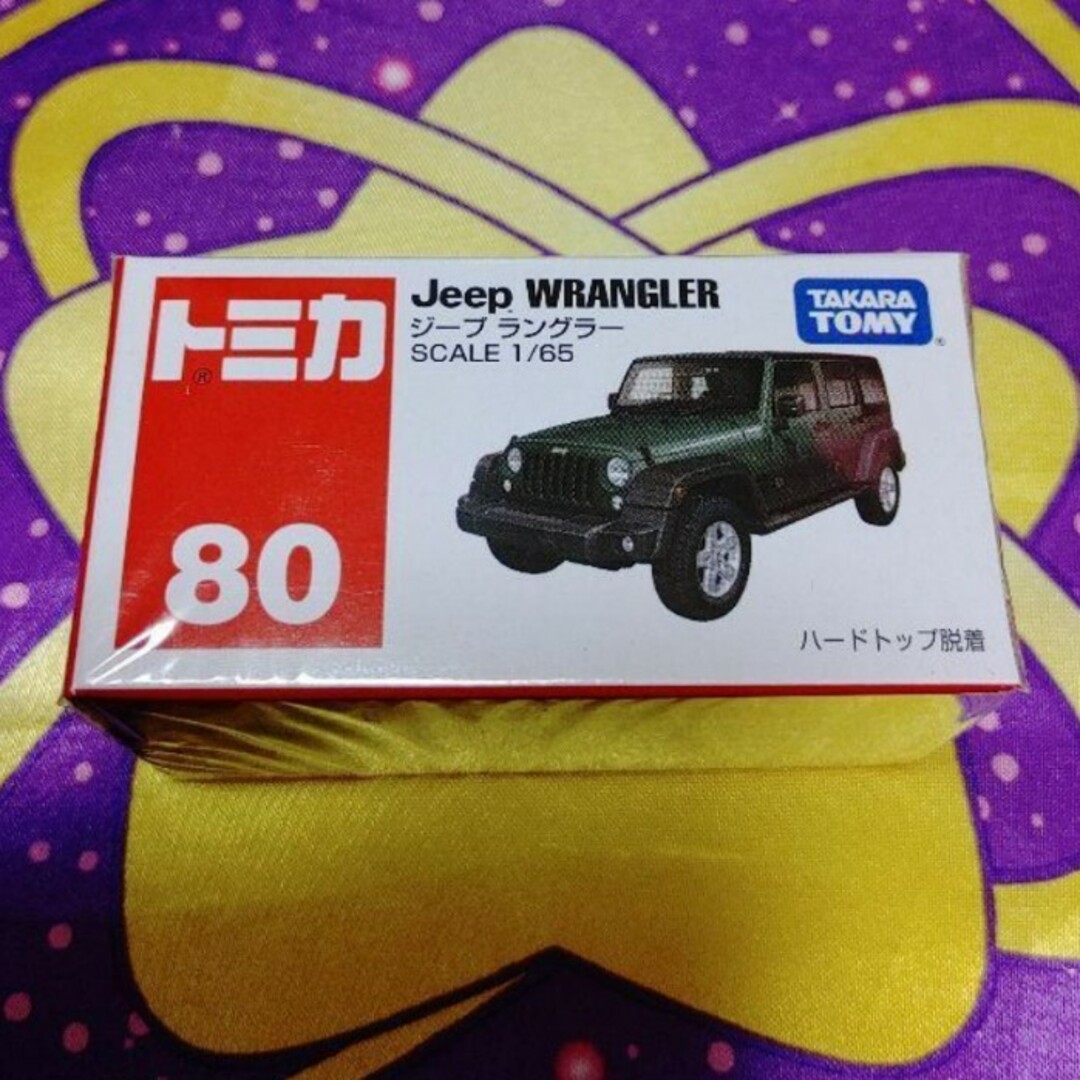 トミカ®
80
Jeep WRANGLER
ジープ ラングラー
SCALE 1/65
TAKARA
TOMY®
ハードトップ脱着